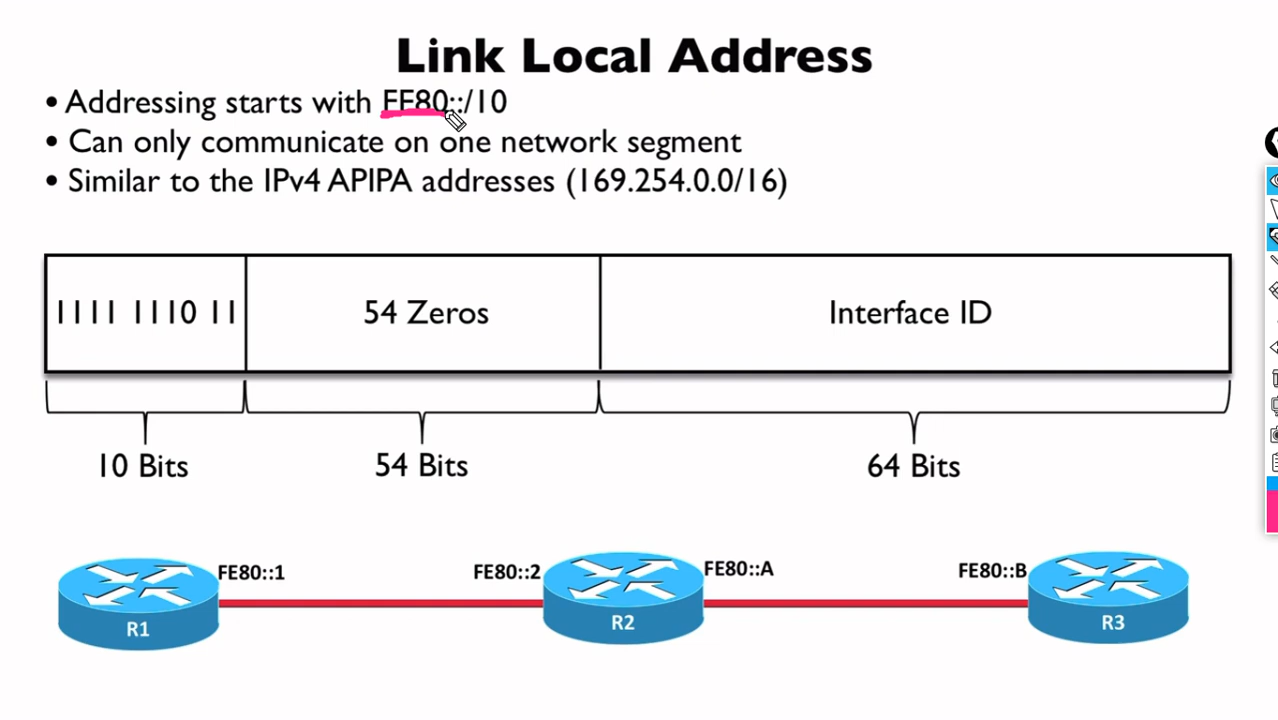 Link Local Address
• Addressing starts with FE80::/10
• Can only communicate on one network segment
• Similar to the IPv4 APIPA addresses (169.254.0.0/16)
1111 1110 11
54 Zeros
Interface ID
10 Bits
54 Bits
64 Bits
FE80::1
FE80::2
FE80::A
FE80::B
R1
R2
R3